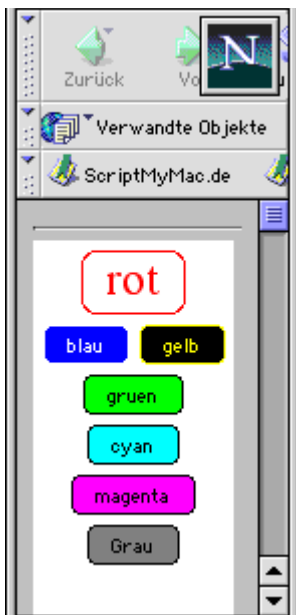 Zurück Vo
N
Verwandte Objekte
ScriptMyMac.de
rot
blau gelb
gruen
cyan
magenta
Grau